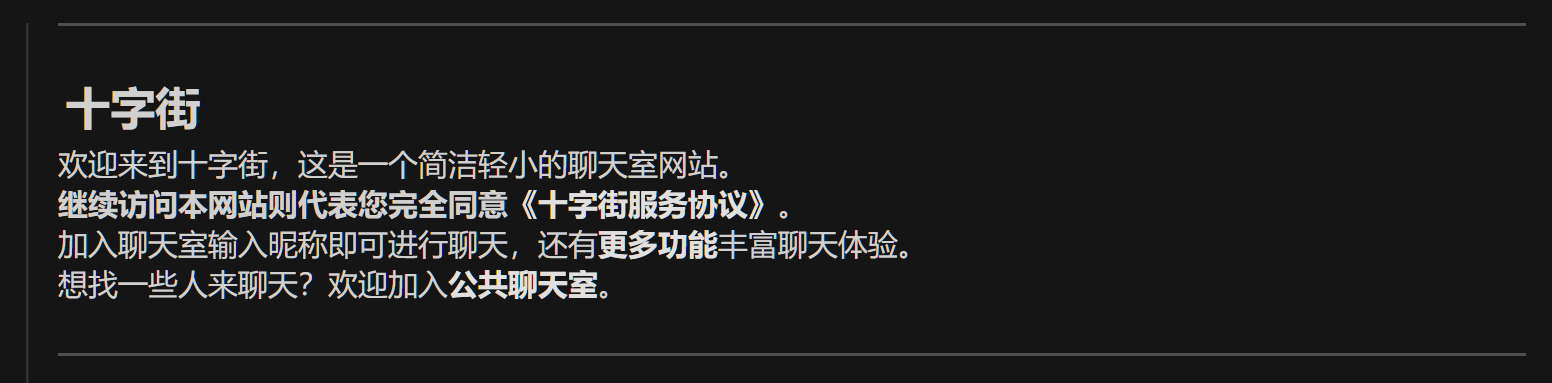 十字街
欢迎来到十字街，这是一个简洁轻小的聊天室网站。
继续访问本网站则代表您完全同意《十字街服务协议》。
加入聊天室输入昵称即可进行聊天，还有更多功能丰富聊天体验。
想找一些人来聊天？欢迎加入公共聊天室。